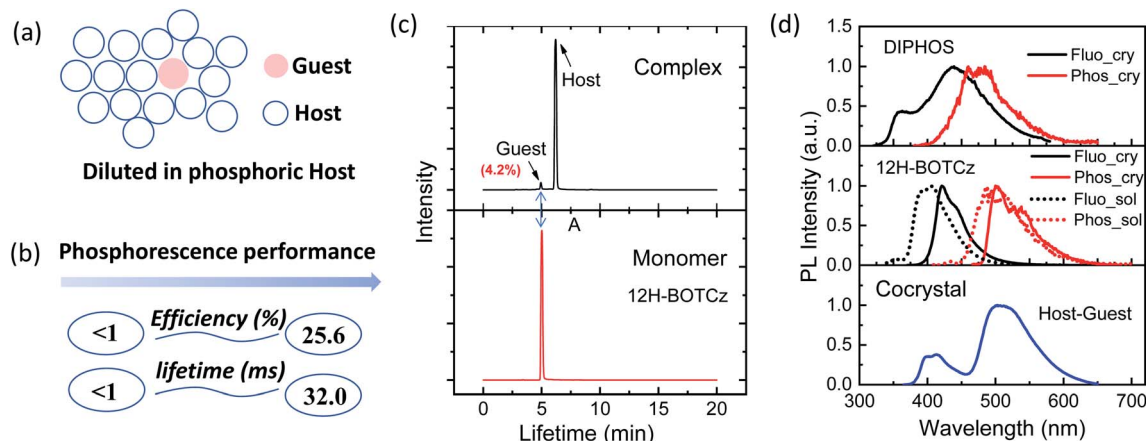 (a)
Guest
Host
Diluted in phosphoric Host
(b)
Phosphorescence performance
<1 Efficiency (%) 25.6
<1 lifetime (ms) 32.0
(c)
Complex
Host
Guest
(4.2%)
A
Monomer
12H-BOTCz
Intensity
0 5 10 15 20
Lifetime (min)
(d)
DIPHOS
Fluo_cry
Phos_cry
1.0
0.5
0.0
12H-BOTCz
Fluo_cry
Phos_cry
Fluo_sol
Phos_sol
1.0
0.5
0.0
Cocrystal
Host-Guest
1.0
0.5
0.0
PL Intensity (a.u.)
300 400 500 600 700
Wavelength (nm)